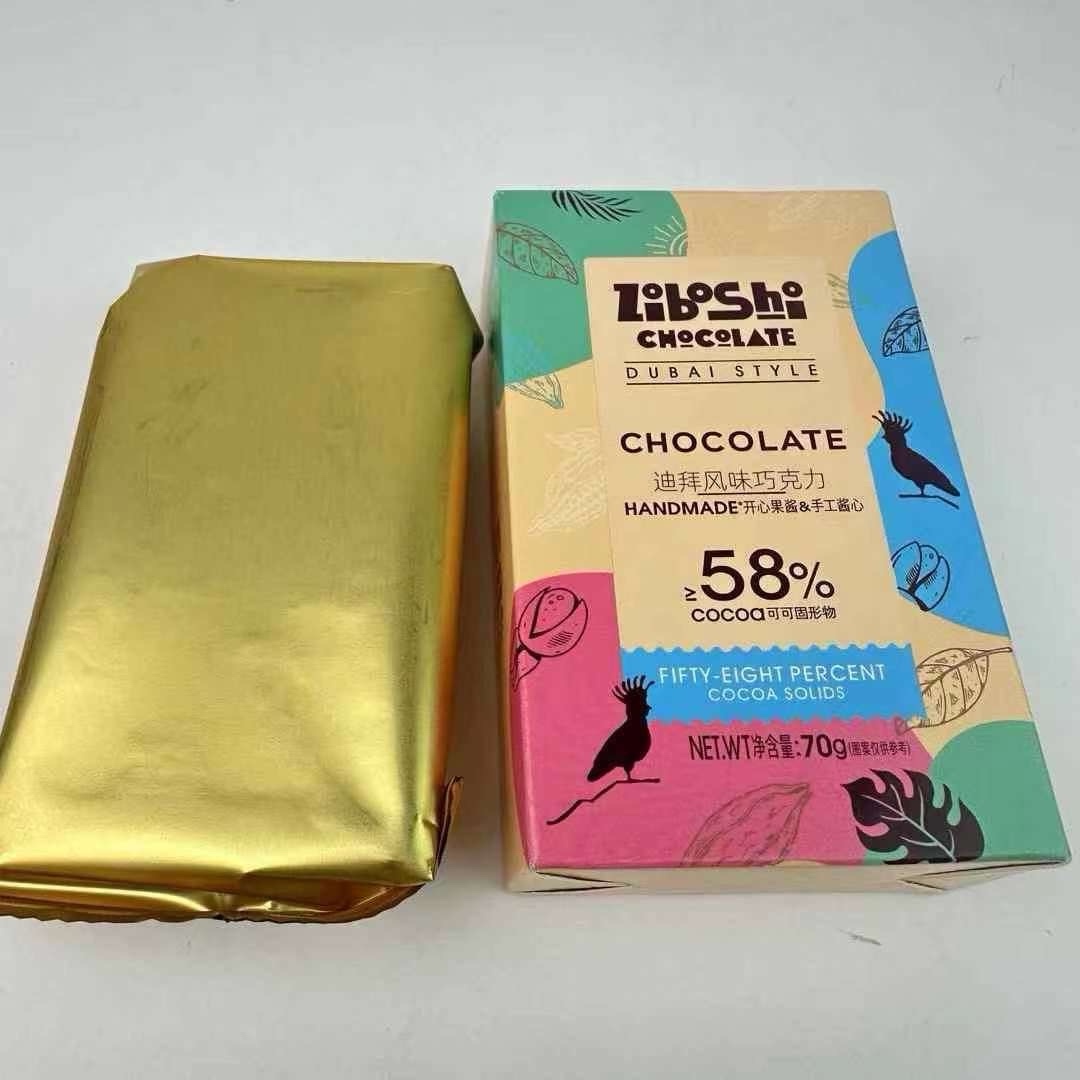 ZiboShi
CHOCOLATE
DUBAI STYLE
CHOCOLATE
迪拜风味巧克力
HANDMADE*开心果酱&手工酱心
≥58%
cocoa可可固形物
FIFTY-EIGHT PERCENT
COCOA SOLIDS
NET.WT净含量:70g(图案仅供参考)